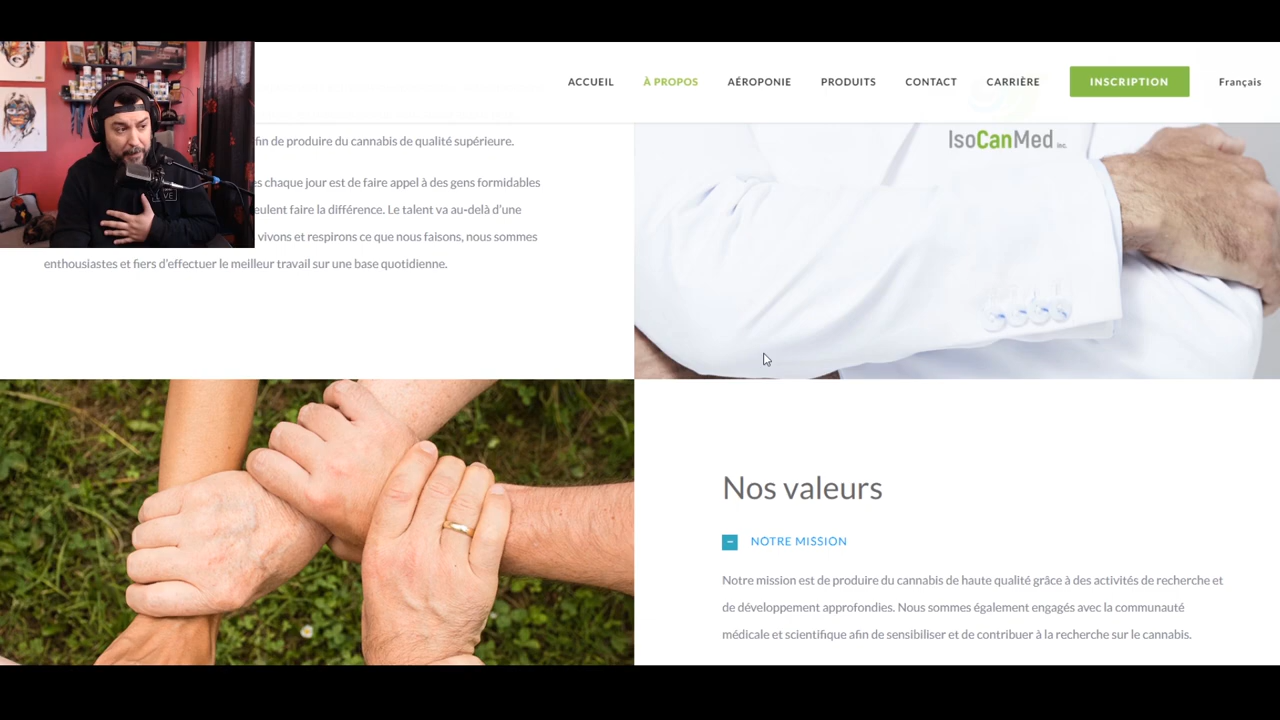 ACCUEIL À PROPOS AÉROPONIE PRODUITS CONTACT CARRIÈRE INSCRIPTION Français
IsoCanMed inc.
fin de produire du cannabis de qualité supérieure.
es chaque jour est de faire appel à des gens formidables
eulent faire la différence. Le talent va au-delà d'une
vivons et respirons ce que nous faisons, nous sommes
enthousiastes et fiers d'effectuer le meilleur travail sur une base quotidienne.
Nos valeurs
NOTRE MISSION
Notre mission est de produire du cannabis de haute qualité grâce à des activités de recherche et
de développement approfondies. Nous sommes également engagés avec la communauté
médicale et scientifique afin de sensibiliser et de contribuer à la recherche sur le cannabis.